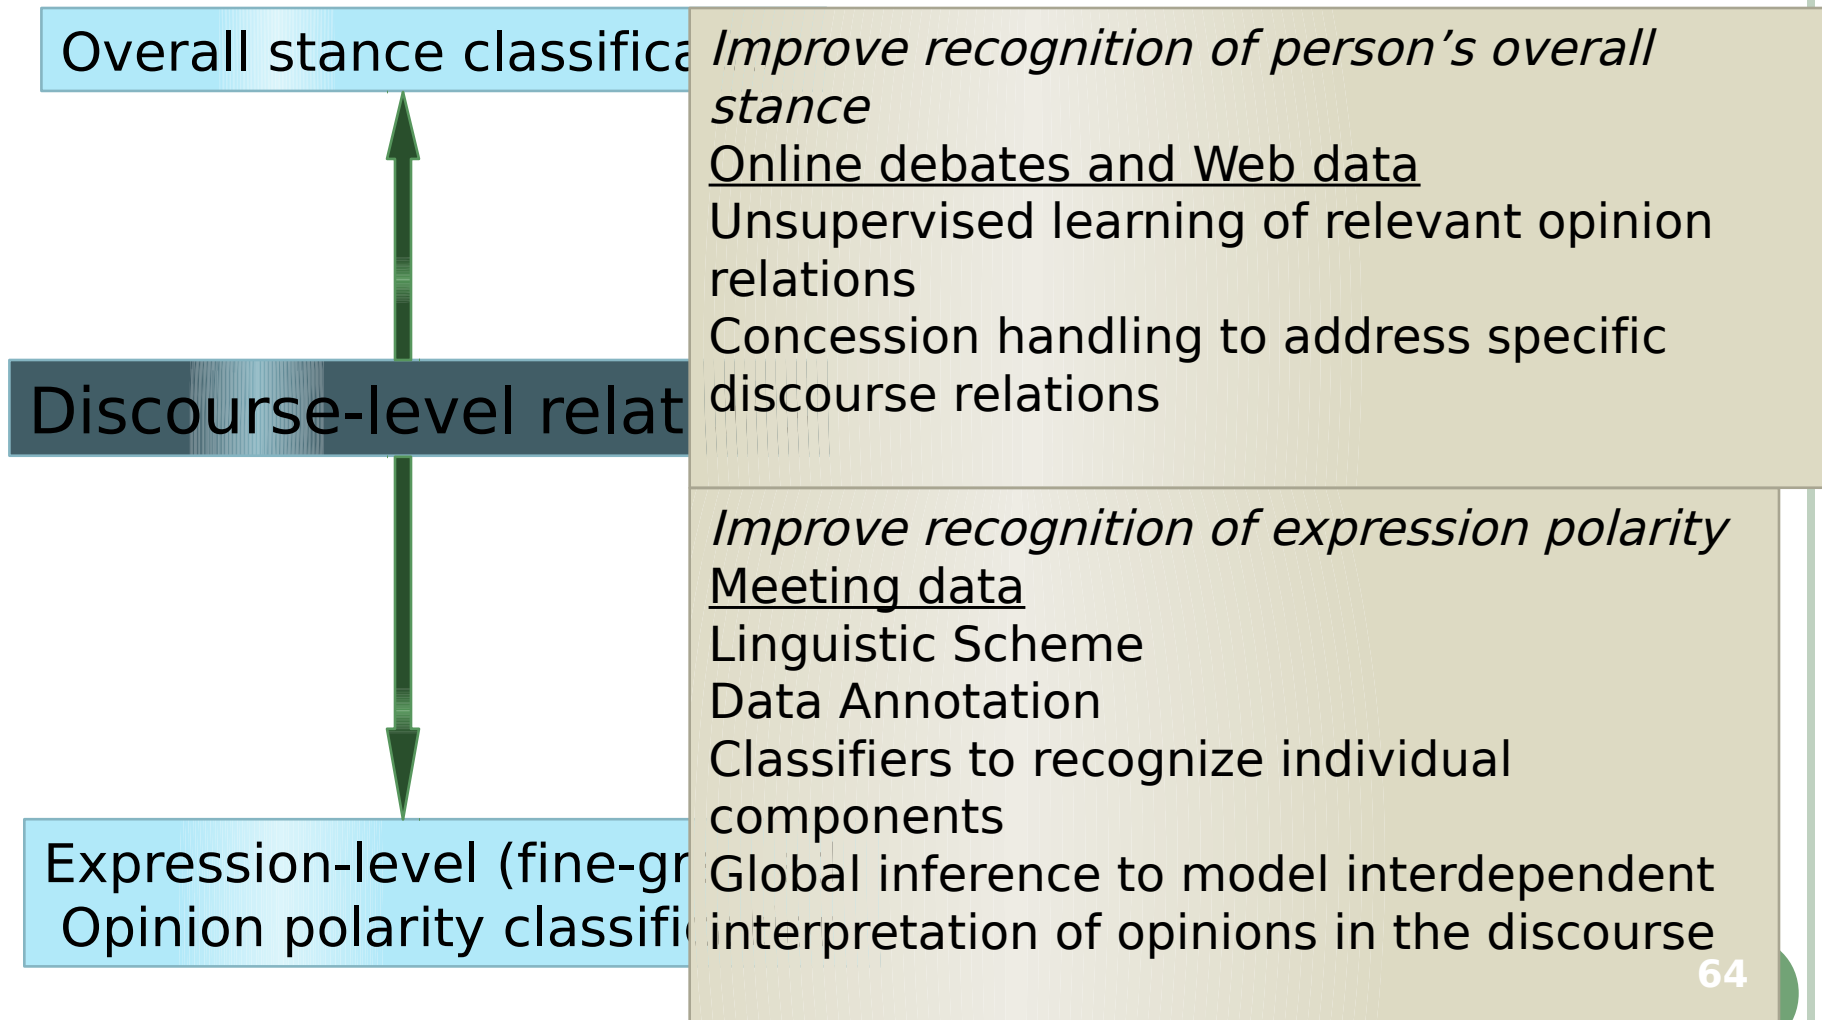 Overall stance classifica
Discourse-level relat
Expression-level (fine-gr
Opinion polarity classific
Improve recognition of person’s overall
stance
Online debates and Web data
Unsupervised learning of relevant opinion
relations
Concession handling to address specific
discourse relations
Improve recognition of expression polarity
Meeting data
Linguistic Scheme
Data Annotation
Classifiers to recognize individual
components
Global inference to model interdependent
interpretation of opinions in the discourse
64